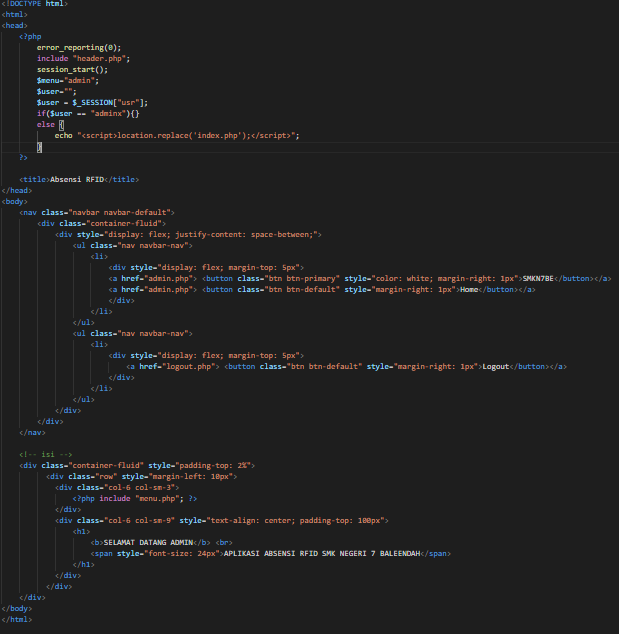 <!DOCTYPE html>
<html>
<head>
    <?php
        error_reporting(0);
        include "header.php";
        session_start();
        $menu="admin";
        $user="";
        $user = $_SESSION["usr"];
        if($user == "adminx"){}
        else {
            echo "<script>location.replace('index.php');</script>";
        }
    ?>

    <title>Absensi RFID</title>
</head>
<body>
    <nav class="navbar navbar-default">
        <div class="container-fluid">
            <div style="display: flex; justify-content: space-between;">
                <ul class="nav navbar-nav">
                    <li>
                        <div style="display: flex; margin-top: 5px">
                        <a href="admin.php"> <button class="btn btn-primary" style="color: white; margin-right: 1px">SMKN7BE</button></a>
                        <a href="admin.php"> <button class="btn btn-default" style="margin-right: 1px">Home</button></a>
                        </div>
                    </li>
                </ul>
                <ul class="nav navbar-nav">
                    <li>
                        <div style="display: flex; margin-top: 5px">
                            <a href="logout.php"> <button class="btn btn-default" style="margin-right: 1px">Logout</button></a>
                        </div>
                    </li>
                </ul>
            </div>
        </div>
    </nav>

    <!-- isi -->
    <div class="container-fluid" style="padding-top: 2%">
          <div class="row" style="margin-left: 10px">
            <div class="col-6 col-sm-3">
                <?php include "menu.php"; ?>
            </div>
            <div class="col-6 col-sm-9" style="text-align: center; padding-top: 100px">
                <h1>
                    <b>SELAMAT DATANG ADMIN</b> <br>
                    <span style="font-size: 24px">APLIKASI ABSENSI RFID SMK NEGERI 7 BALEENDAH</span>
                </h1>
            </div>
          </div>
    </div>
</body>
</html>